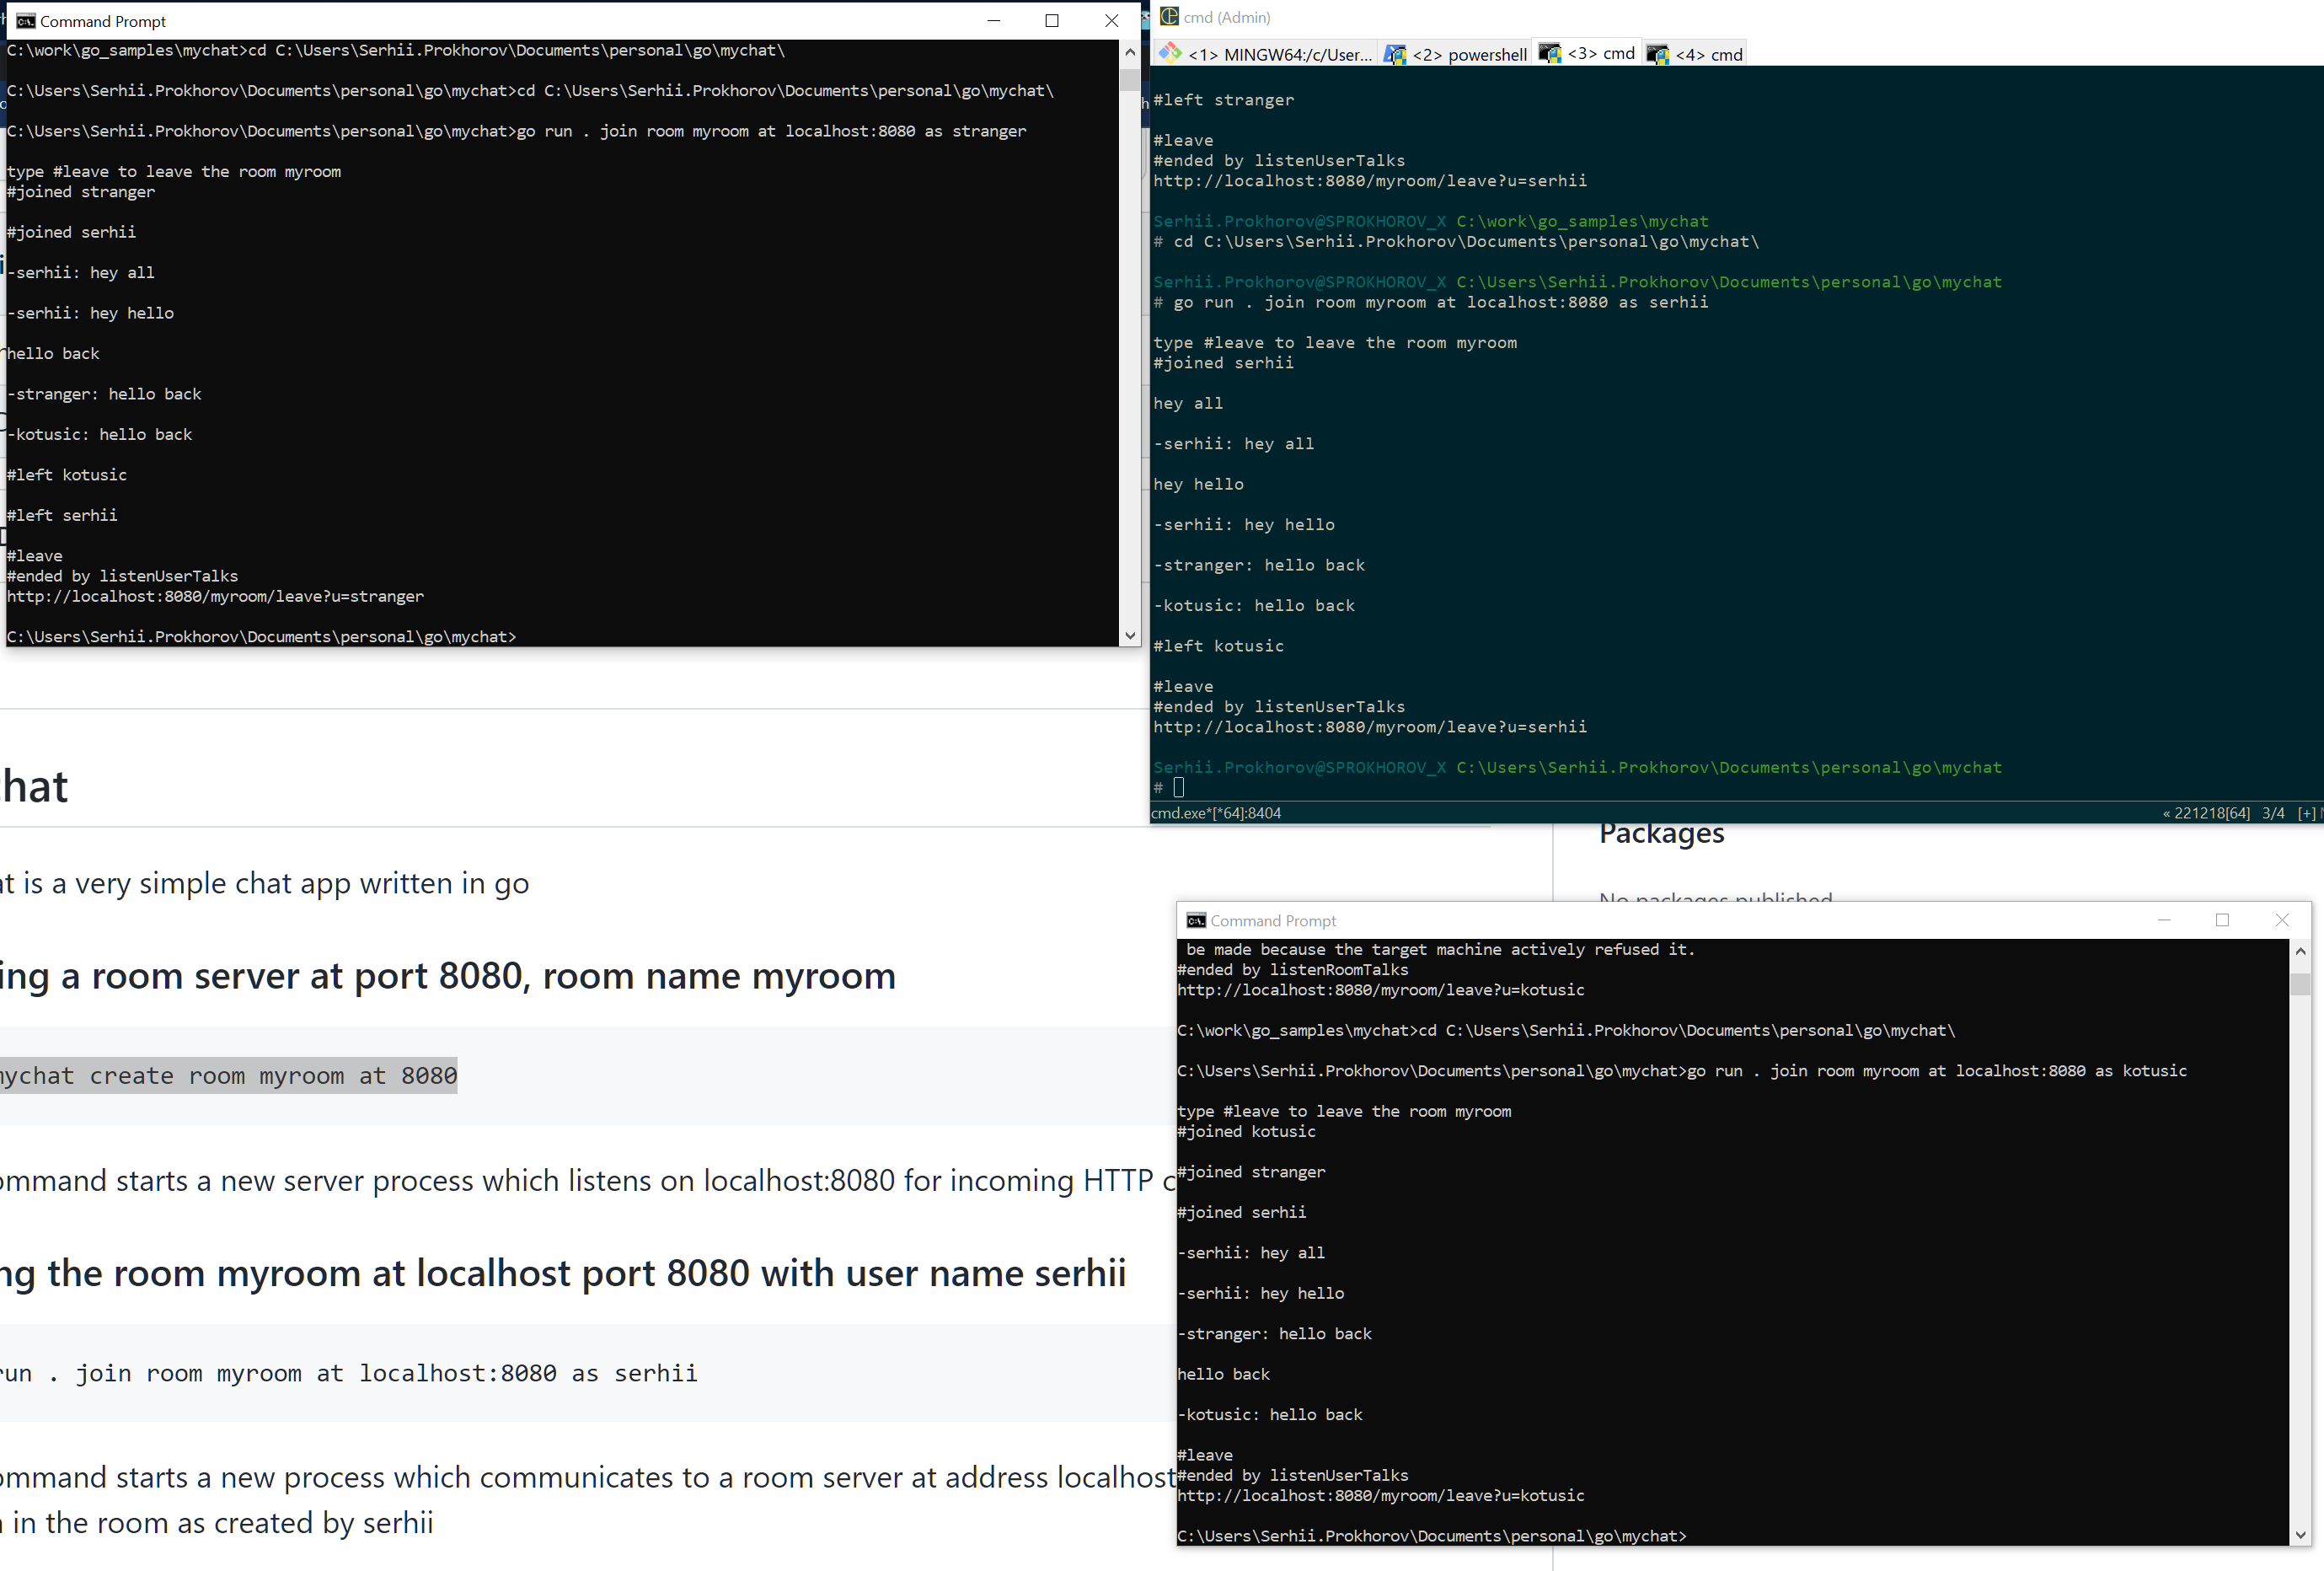 Command Prompt
C:\work\go_samples\mychat>cd C:\Users\Serhii.Prokhorov\Documents\personal\go\mychat\
C:\Users\Serhii.Prokhorov\Documents\personal\go\mychat>cd C:\Users\Serhii.Prokhorov\Documents\personal\go\mychat\
C:\Users\Serhii.Prokhorov\Documents\personal\go\mychat>go run . join room myroom at localhost:8080 as stranger
type #leave to leave the room myroom
#joined stranger
#joined serhii
-serhii: hey all
-serhii: hey hello
hello back
-stranger: hello back
-kotusic: hello back
#left kotusic
#left serhii
#leave
#ended by listenUserTalks
http://localhost:8080/myroom/leave?u=stranger
C:\Users\Serhii.Prokhorov\Documents\personal\go\mychat>
cmd (Admin)
<1> MINGW64:/c/User... <2> powershell <3> cmd <4> cmd
#left stranger
#leave
#ended by listenUserTalks
http://localhost:8080/myroom/leave?u=serhii
Serhii.Prokhorov@SPROKHOROV_X C:\work\go_samples\mychat
# cd C:\Users\Serhii.Prokhorov\Documents\personal\go\mychat\
Serhii.Prokhorov@SPROKHOROV_X C:\Users\Serhii.Prokhorov\Documents\personal\go\mychat
# go run . join room myroom at localhost:8080 as serhii
type #leave to leave the room myroom
#joined serhii
hey all
-serhii: hey all
hey hello
-serhii: hey hello
-stranger: hello back
-kotusic: hello back
#left kotusic
#leave
#ended by listenUserTalks
http://localhost:8080/myroom/leave?u=serhii
Serhii.Prokhorov@SPROKHOROV_X C:\Users\Serhii.Prokhorov\Documents\personal\go\mychat
#
cmd.exe*[*64]:8404 « 221218[64] 3/4 [+]
hat
at is a very simple chat app written in go
ing a room server at port 8080, room name myroom
mychat create room myroom at 8080
ommand starts a new server process which listens on localhost:8080 for incoming HTTP c
ng the room myroom at localhost port 8080 with user name serhii
run . join room myroom at localhost:8080 as serhii
ommand starts a new process which communicates to a room server at address localhost
in the room as created by serhii
Packages
No packages published
Command Prompt
be made because the target machine actively refused it.
#ended by listenRoomTalks
http://localhost:8080/myroom/leave?u=kotusic
C:\work\go_samples\mychat>cd C:\Users\Serhii.Prokhorov\Documents\personal\go\mychat\
C:\Users\Serhii.Prokhorov\Documents\personal\go\mychat>go run . join room myroom at localhost:8080 as kotusic
type #leave to leave the room myroom
#joined kotusic
#joined stranger
#joined serhii
-serhii: hey all
-serhii: hey hello
-stranger: hello back
hello back
-kotusic: hello back
#leave
#ended by listenUserTalks
http://localhost:8080/myroom/leave?u=kotusic
C:\Users\Serhii.Prokhorov\Documents\personal\go\mychat>